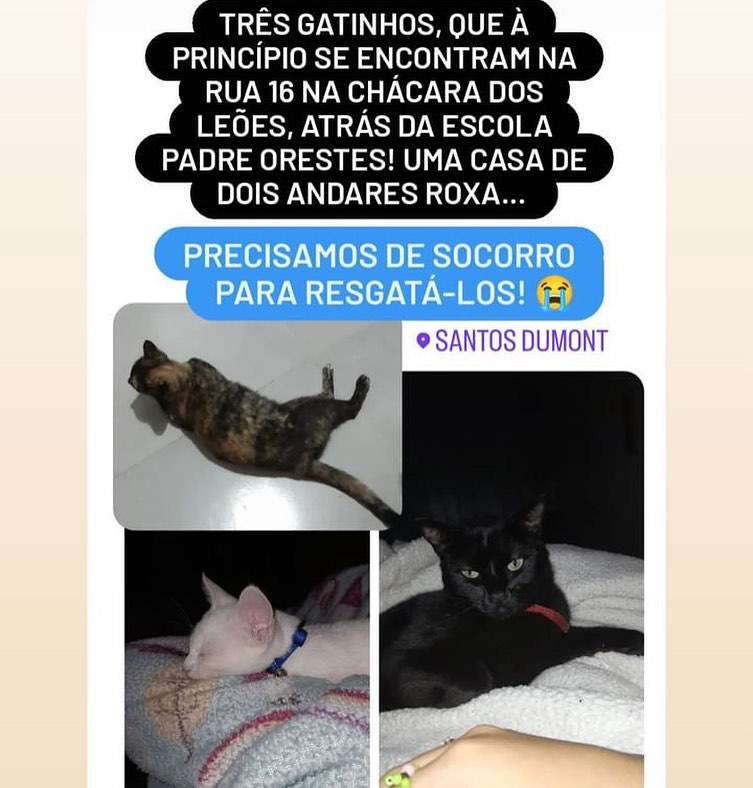 TRÊS GATINHOS, QUE À
PRINCÍPIO SE ENCONTRAM NA
RUA 16 NA CHÁCARA DOS
LEÕES, ATRÁS DA ESCOLA
PADRE ORESTES! UMA CASA DE
DOIS ANDARES ROXA...
PRECISAMOS DE SOCORRO
PARA RESGATÁ-LOS! 😭
SANTOS DUMONT